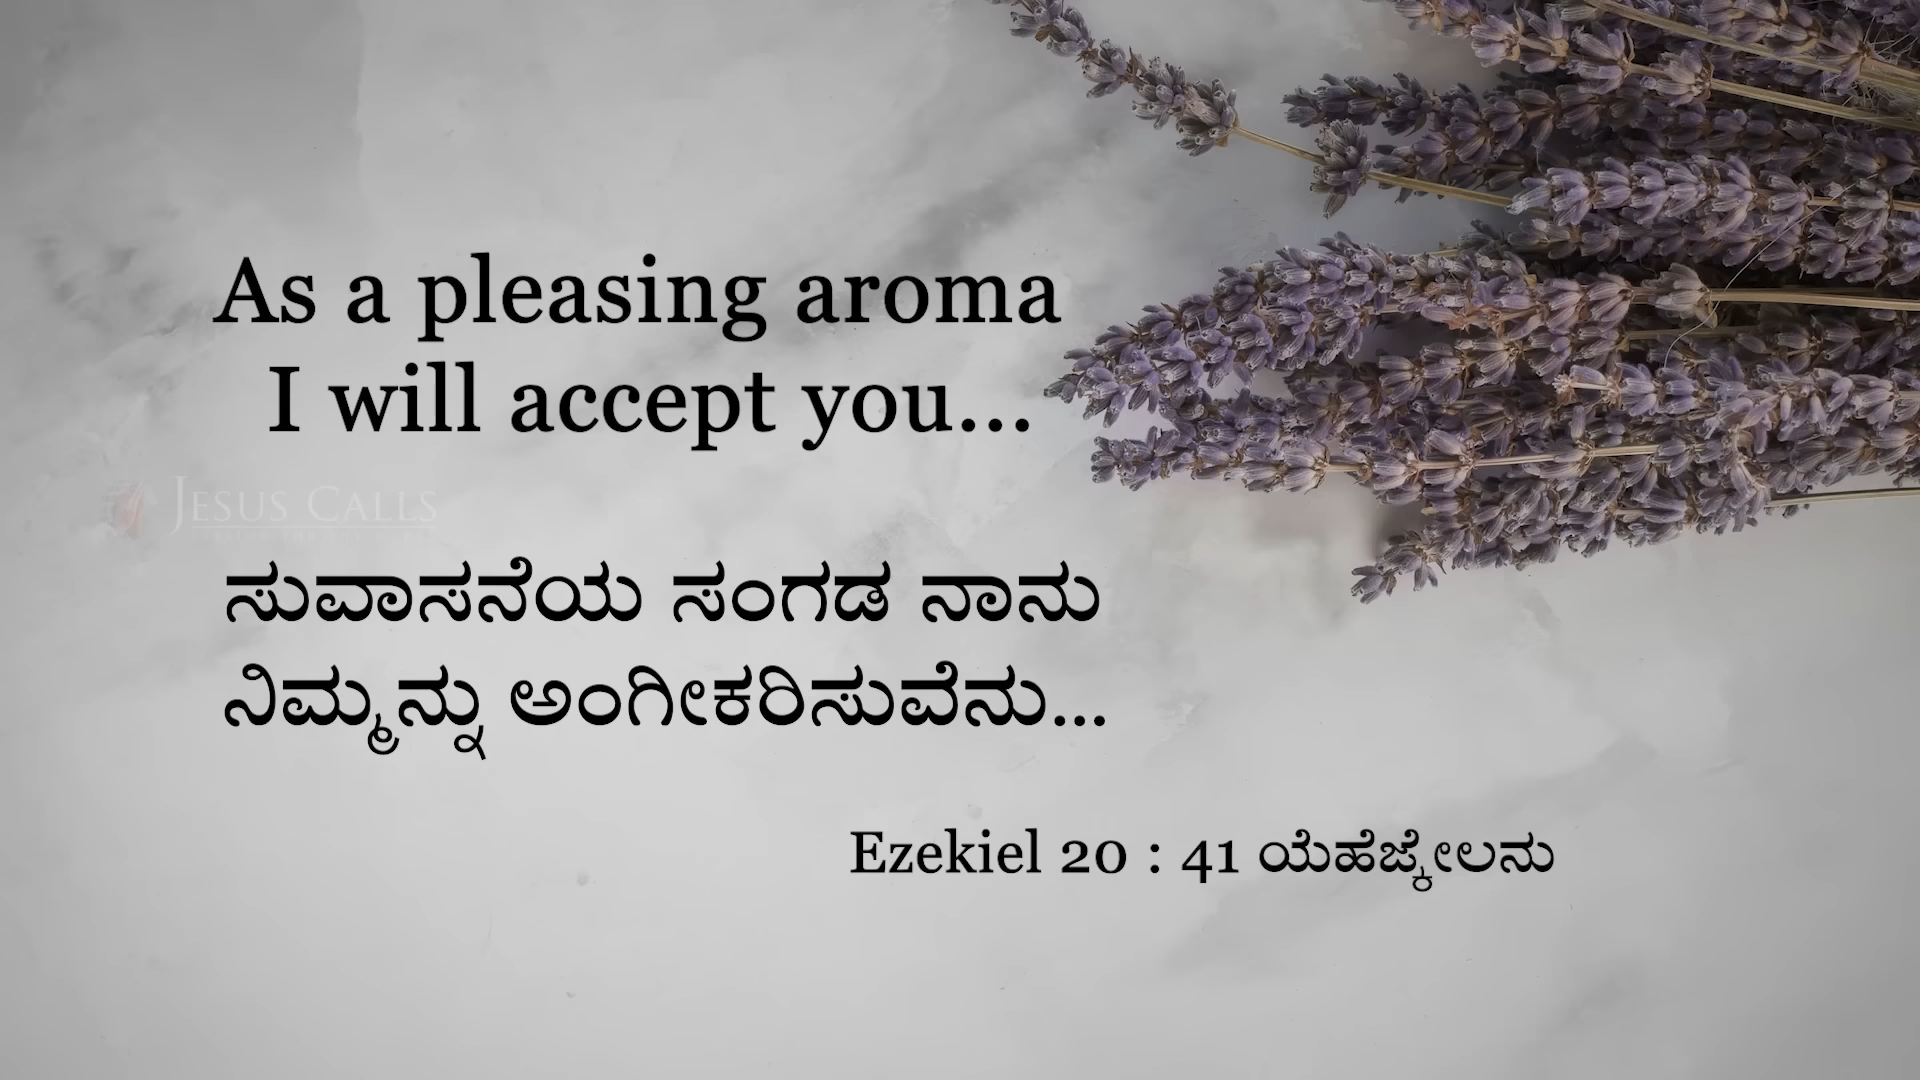 As a pleasing aroma
I will accept you...
JESUS CALLS
ಸುವಾಸನೆಯ ಸಂಗಡ ನಾನು
ನಿಮ್ಮನ್ನು ಅಂಗೀಕರಿಸುವೆನು...
Ezekiel 20 : 41 ಯೆಹೆಜ್ಕೇಲನು